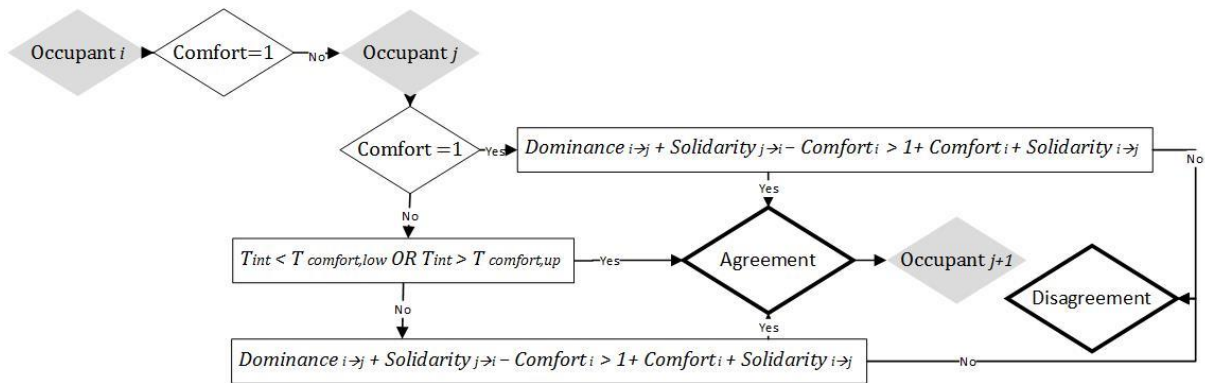 Occupant i
Comfort=1
No
Occupant j
Comfort =1
Yes
Dominance i→j + Solidarity j→i – Comfort i > 1+ Comfort i + Solidarity i→j
No
Yes
No
Tint < T comfort,low OR Tint > T comfort,up
Yes
Agreement
Occupant j+1
Disagreement
No
Yes
Dominance i→j + Solidarity j→i – Comfort i > 1+ Comfort i + Solidarity i→j
No